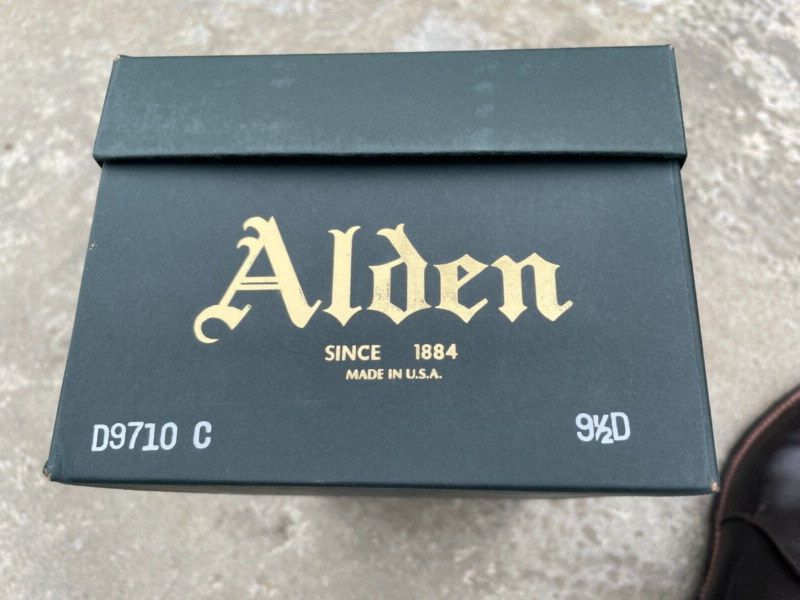 Alden
SINCE 1884
MADE IN U.S.A.
D9710 C 9½D